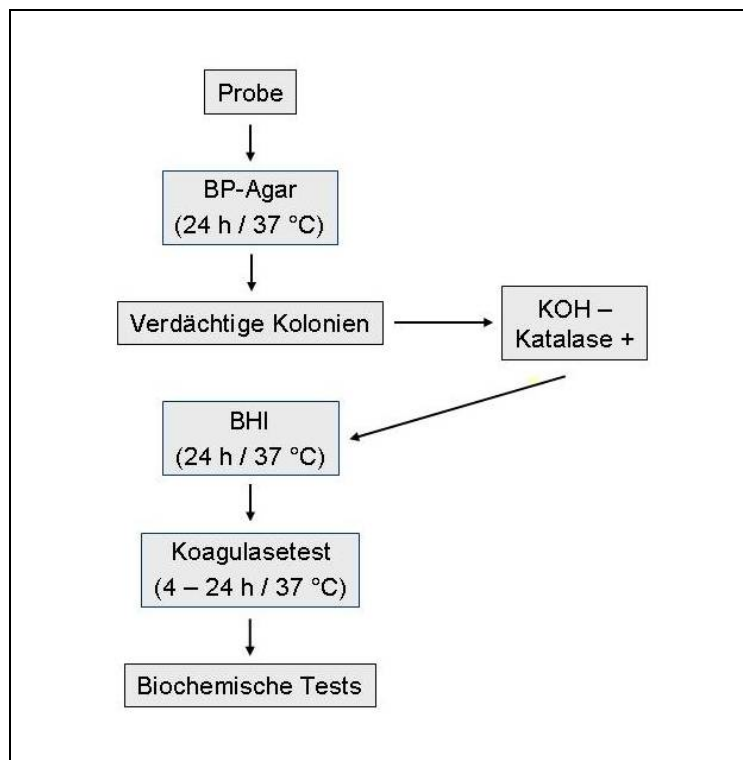 Probe
BP-Agar
(24 h / 37 °C)
Verdächtige Kolonien
KOH –
Katalase +
BHI
(24 h / 37 °C)
Koagulasetest
(4 – 24 h / 37 °C)
Biochemische Tests